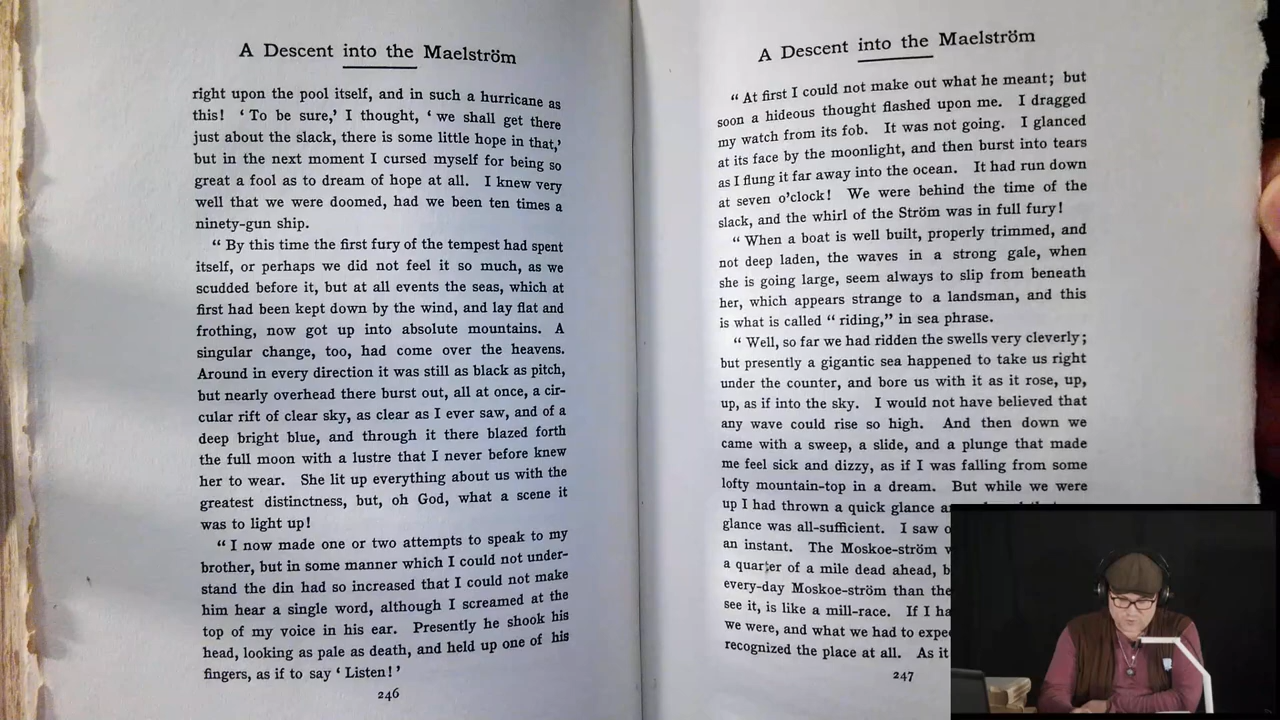 A Descent into the Maelström
right upon the pool itself, and in such a hurricane as
this! ‘ To be sure,’ I thought, ‘ we shall get there
just about the slack, there is some little hope in that,’
but in the next moment I cursed myself for being so
great a fool as to dream of hope at all. I knew very
well that we were doomed, had we been ten times a
ninety-gun ship.
“ By this time the first fury of the tempest had spent
itself, or perhaps we did not feel it so much, as we
scudded before it, but at all events the seas, which at
first had been kept down by the wind, and lay flat and
frothing, now got up into absolute mountains. A
singular change, too, had come over the heavens.
Around in every direction it was still as black as pitch,
but nearly overhead there burst out, all at once, a cir-
cular rift of clear sky, as clear as I ever saw, and of a
deep bright blue, and through it there blazed forth
the full moon with a lustre that I never before knew
her to wear. She lit up everything about us with the
greatest distinctness, but, oh God, what a scene it
was to light up!
“ I now made one or two attempts to speak to my
brother, but in some manner which I could not under-
stand the din had so increased that I could not make
him hear a single word, although I screamed at the
top of my voice in his ear. Presently he shook his
head, looking as pale as death, and held up one of his
fingers, as if to say ‘ Listen! ’
246
A Descent into the Maelström
“ At first I could not make out what he meant; but
soon a hideous thought flashed upon me. I dragged
my watch from its fob. It was not going. I glanced
at its face by the moonlight, and then burst into tears
as I flung it far away into the ocean. It had run down
at seven o’clock! We were behind the time of the
slack, and the whirl of the Ström was in full fury!
“ When a boat is well built, properly trimmed, and
not deep laden, the waves in a strong gale, when
she is going large, seem always to slip from beneath
her, which appears strange to a landsman, and this
is what is called “ riding,” in sea phrase.
“ Well, so far we had ridden the swells very cleverly;
but presently a gigantic sea happened to take us right
under the counter, and bore us with it as it rose, up,
up, as if into the sky. I would not have believed that
any wave could rise so high. And then down we
came with a sweep, a slide, and a plunge that made
me feel sick and dizzy, as if I was falling from some
lofty mountain-top in a dream. But while we were
up I had thrown a quick glance
glance was all-sufficient. I saw
an instant. The Moskoe-ström
a quarter of a mile dead ahead,
every-day Moskoe-ström than the
see it, is like a mill-race. If I
we were, and what we had to
recognized the place at all. As it
247